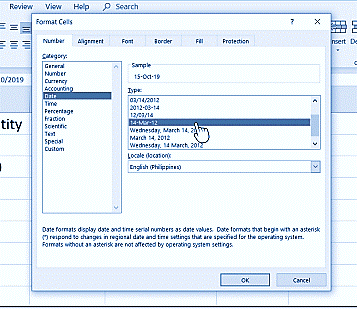 Review View Help Search
Format Cells ? ×
Number Alignment Font Border Fill Protection
Category:
General
Number
Currency
Accounting
Date
Time
Percentage
Fraction
Scientific
Text
Special
Custom
Sample
15-Oct-19
Type:
03/14/2012
2012-03-14
12/03/14
14-Mar-12
Wednesday, March 14, 2012
March 14, 2012
Wednesday, 14 March, 2012
Locale (location):
English (Philippines)
Date formats display date and time serial numbers as date values. Date formats that begin with an asterisk
(*) respond to changes in regional date and time settings that are specified for the operating system.
Formats without an asterisk are not affected by operating system settings.
OK Cancel
0/2019
tity
nsert